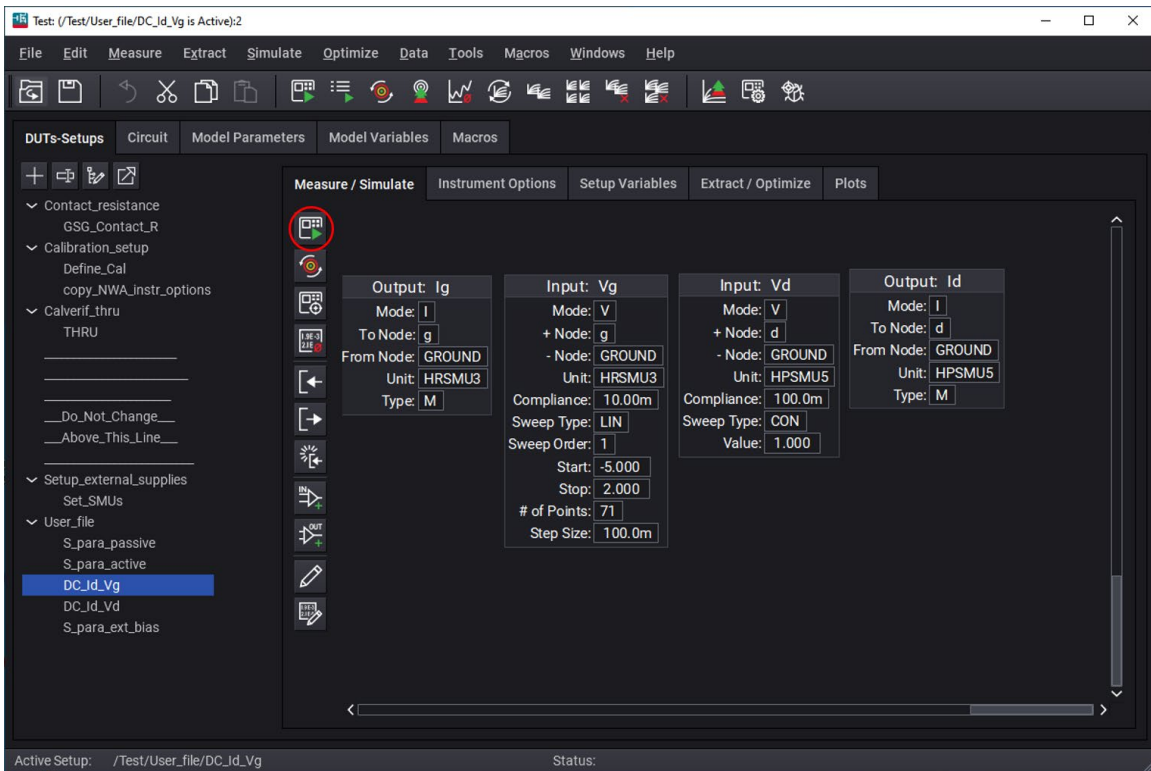 Test: (/Test/User_file/DC_Id_Vg is Active):2
File Edit Measure Extract Simulate Optimize Data Tools Macros Windows Help
DUTs-Setups Circuit Model Parameters Model Variables Macros
Contact_resistance
GSG_Contact_R
Calibration_setup
Define_Cal
copy_NWA_instr_options
Calverif_thru
THRU
___Do_Not_Change___
___Above_This_Line___
Setup_external_supplies
Set_SMUs
User_file
S_para_passive
S_para_active
DC_Id_Vg
DC_Id_Vd
S_para_ext_bias
Measure / Simulate Instrument Options Setup Variables Extract / Optimize Plots
IN
OUT
Output: Ig
Mode: I
To Node: g
From Node: GROUND
Unit: HRSMU3
Type: M
Input: Vg
Mode: V
+ Node: g
- Node: GROUND
Unit: HRSMU3
Compliance: 10.00m
Sweep Type: LIN
Sweep Order: 1
Start: -5.000
Stop: 2.000
# of Points: 71
Step Size: 100.0m
Input: Vd
Mode: V
+ Node: d
- Node: GROUND
Unit: HPSMU5
Compliance: 100.0m
Sweep Type: CON
Value: 1.000
Output: Id
Mode: I
To Node: d
From Node: GROUND
Unit: HPSMU5
Type: M
Active Setup: /Test/User_file/DC_Id_Vg Status: